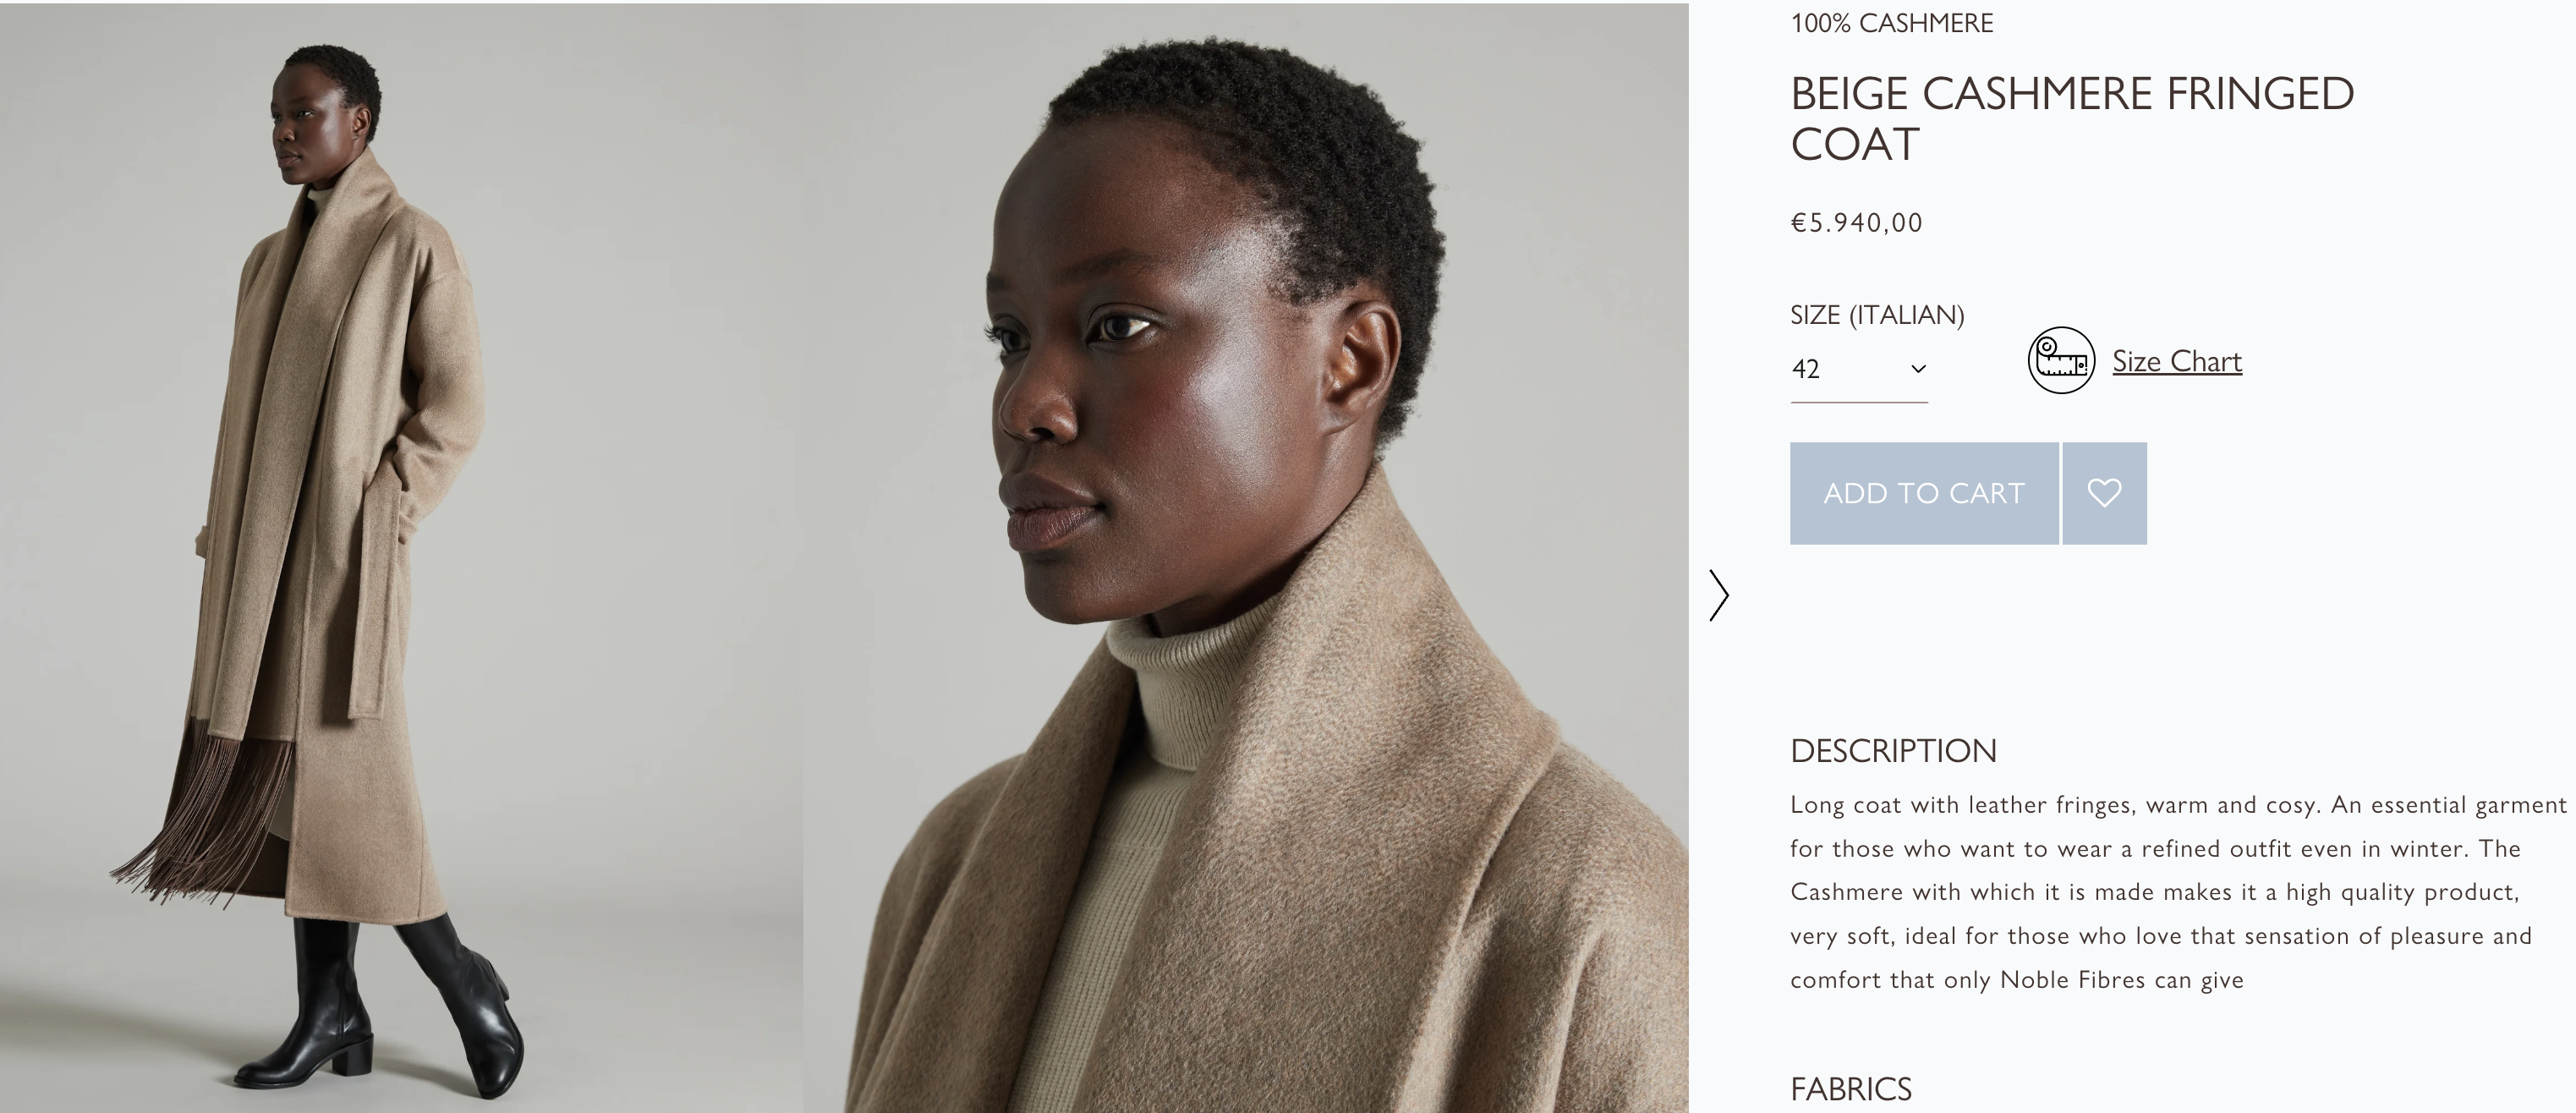 100% CASHMERE
BEIGE CASHMERE FRINGED
COAT
€5.940,00
SIZE (ITALIAN)
42
Size Chart
ADD TO CART
DESCRIPTION
Long coat with leather fringes, warm and cosy. An essential garment
for those who want to wear a refined outfit even in winter. The
Cashmere with which it is made makes it a high quality product,
very soft, ideal for those who love that sensation of pleasure and
comfort that only Noble Fibres can give
FABRICS